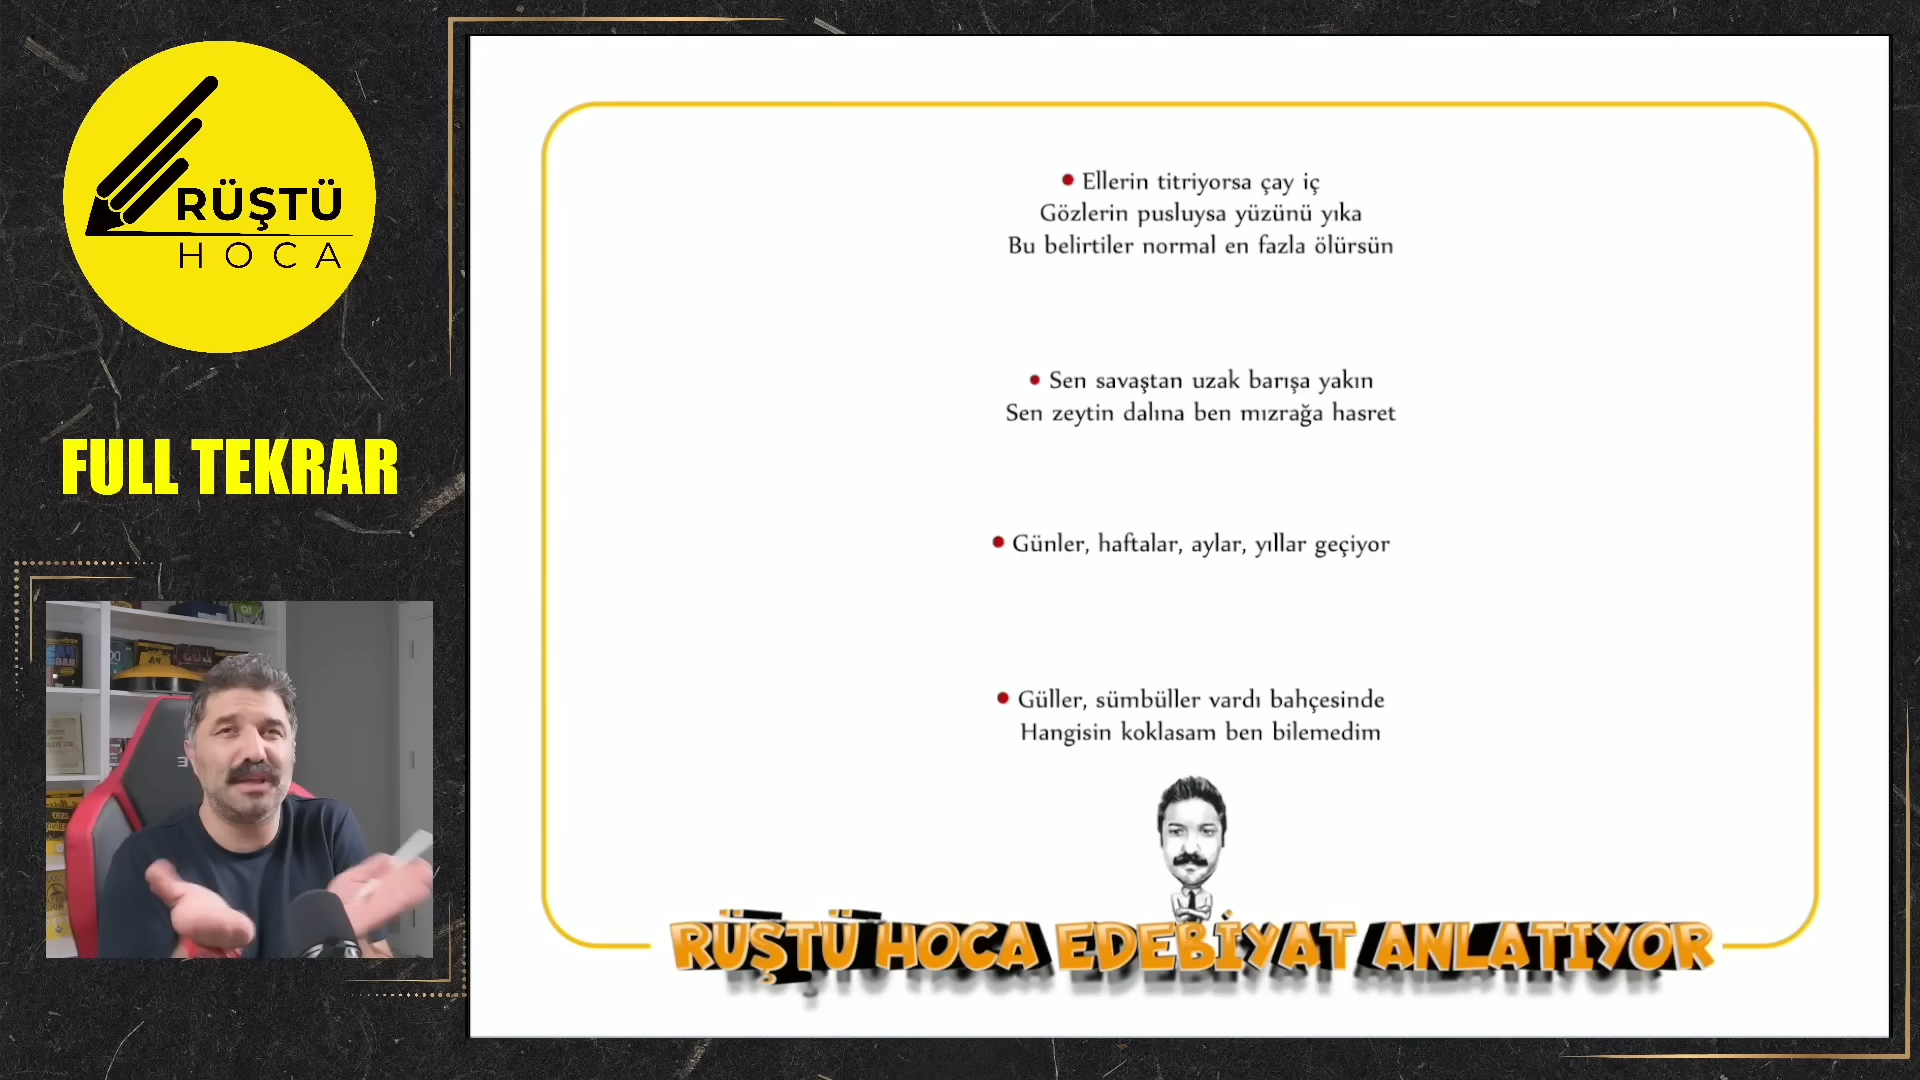 RÜŞTÜ
HOCA
FULL TEKRAR
• Ellerin titriyorsa çay iç
Gözlerin pusluysa yüzünü yıka
Bu belirtiler normal en fazla ölürsün
• Sen savaştan uzak barışa yakın
Sen zeytin dalına ben mızrağa hasret
• Günler, haftalar, aylar, yıllar geçiyor
• Güller, sümbüller vardı bahçesinde
Hangisin koklasam ben bilemedim
RÜŞTÜ HOCA EDEBİYAT ANLATIYOR